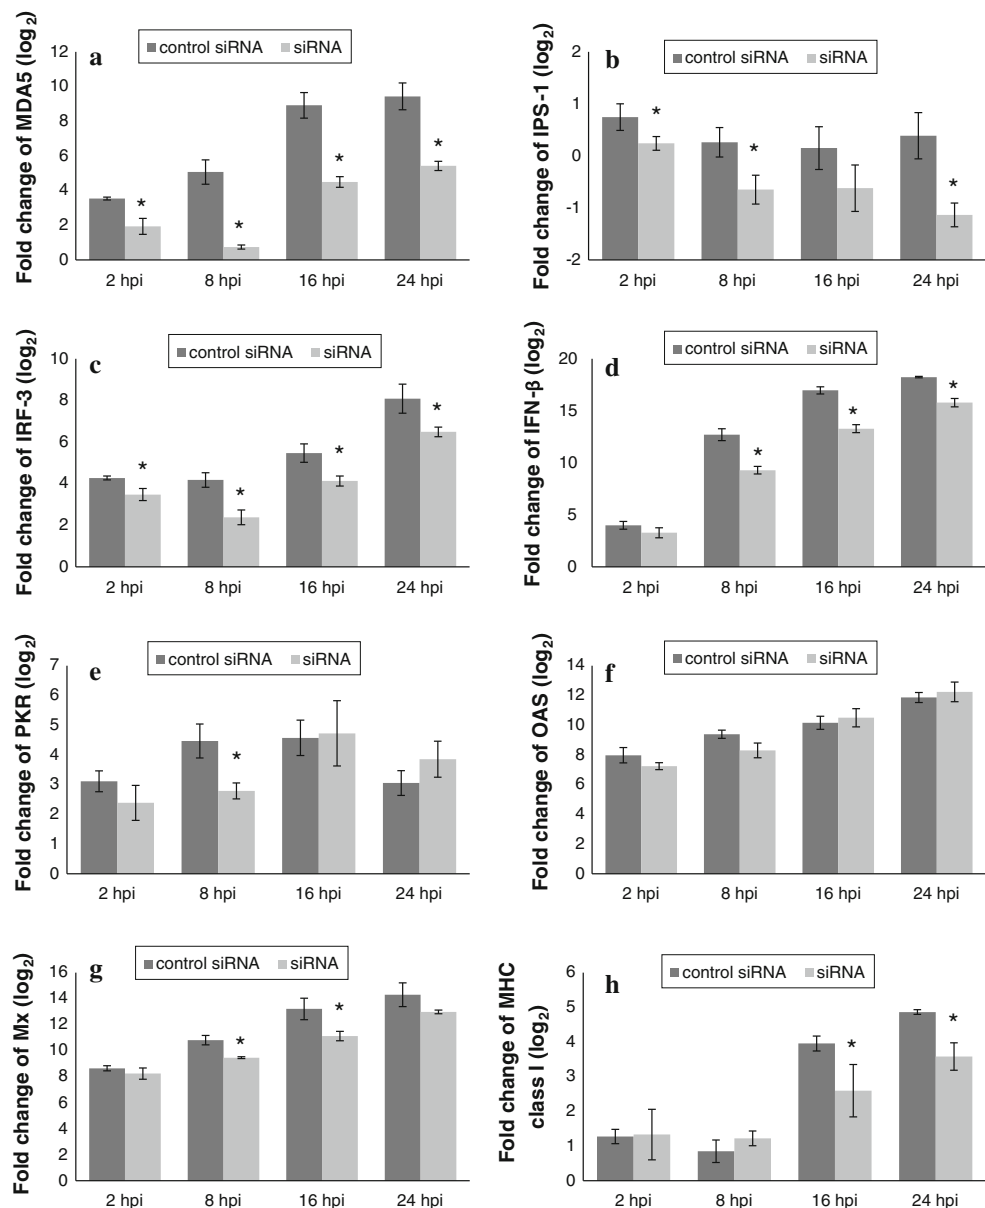 a
control siRNA siRNA
Fold change of MDA5 (log2)
12
10
8
6
4
2
0
* * * *
2 hpi 8 hpi 16 hpi 24 hpi
b
control siRNA siRNA
Fold change of IPS-1 (log2)
2
1
0
-1
-2
* * *
2 hpi 8 hpi 16 hpi 24 hpi
c
control siRNA siRNA
Fold change of IRF-3 (log2)
10
8
6
4
2
0
* * * *
2 hpi 8 hpi 16 hpi 24 hpi
d
control siRNA siRNA
Fold change of IFN-β (log2)
20
15
10
5
0
* * *
2 hpi 8 hpi 16 hpi 24 hpi
e
control siRNA siRNA
Fold change of PKR (log2)
7
6
5
4
3
2
1
0
*
2 hpi 8 hpi 16 hpi 24 hpi
f
control siRNA siRNA
Fold change of OAS (log2)
14
12
10
8
6
4
2
0
2 hpi 8 hpi 16 hpi 24 hpi
g
control siRNA siRNA
Fold change of Mx (log2)
16
14
12
10
8
6
4
2
0
* *
2 hpi 8 hpi 16 hpi 24 hpi
h
control siRNA siRNA
Fold change of MHC
class I (log2)
6
5
4
3
2
1
0
* *
2 hpi 8 hpi 16 hpi 24 hpi